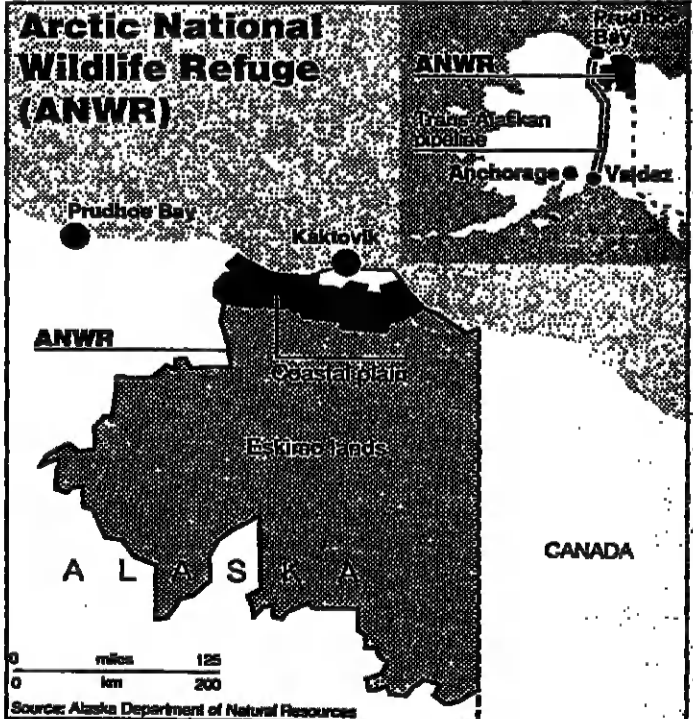 Arctic National
Wildlife Refuge
(ANWR)
Prudhoe
Bay
ANWR
Trans-Alaskan
pipeline
Anchorage
Valdez
Prudhoe Bay
Kaktovik
ANWR
Coastal plain
Eskimo lands
CANADA
A L A S K A
0 miles 125
0 km 200
Source: Alaska Department of Natural Resources